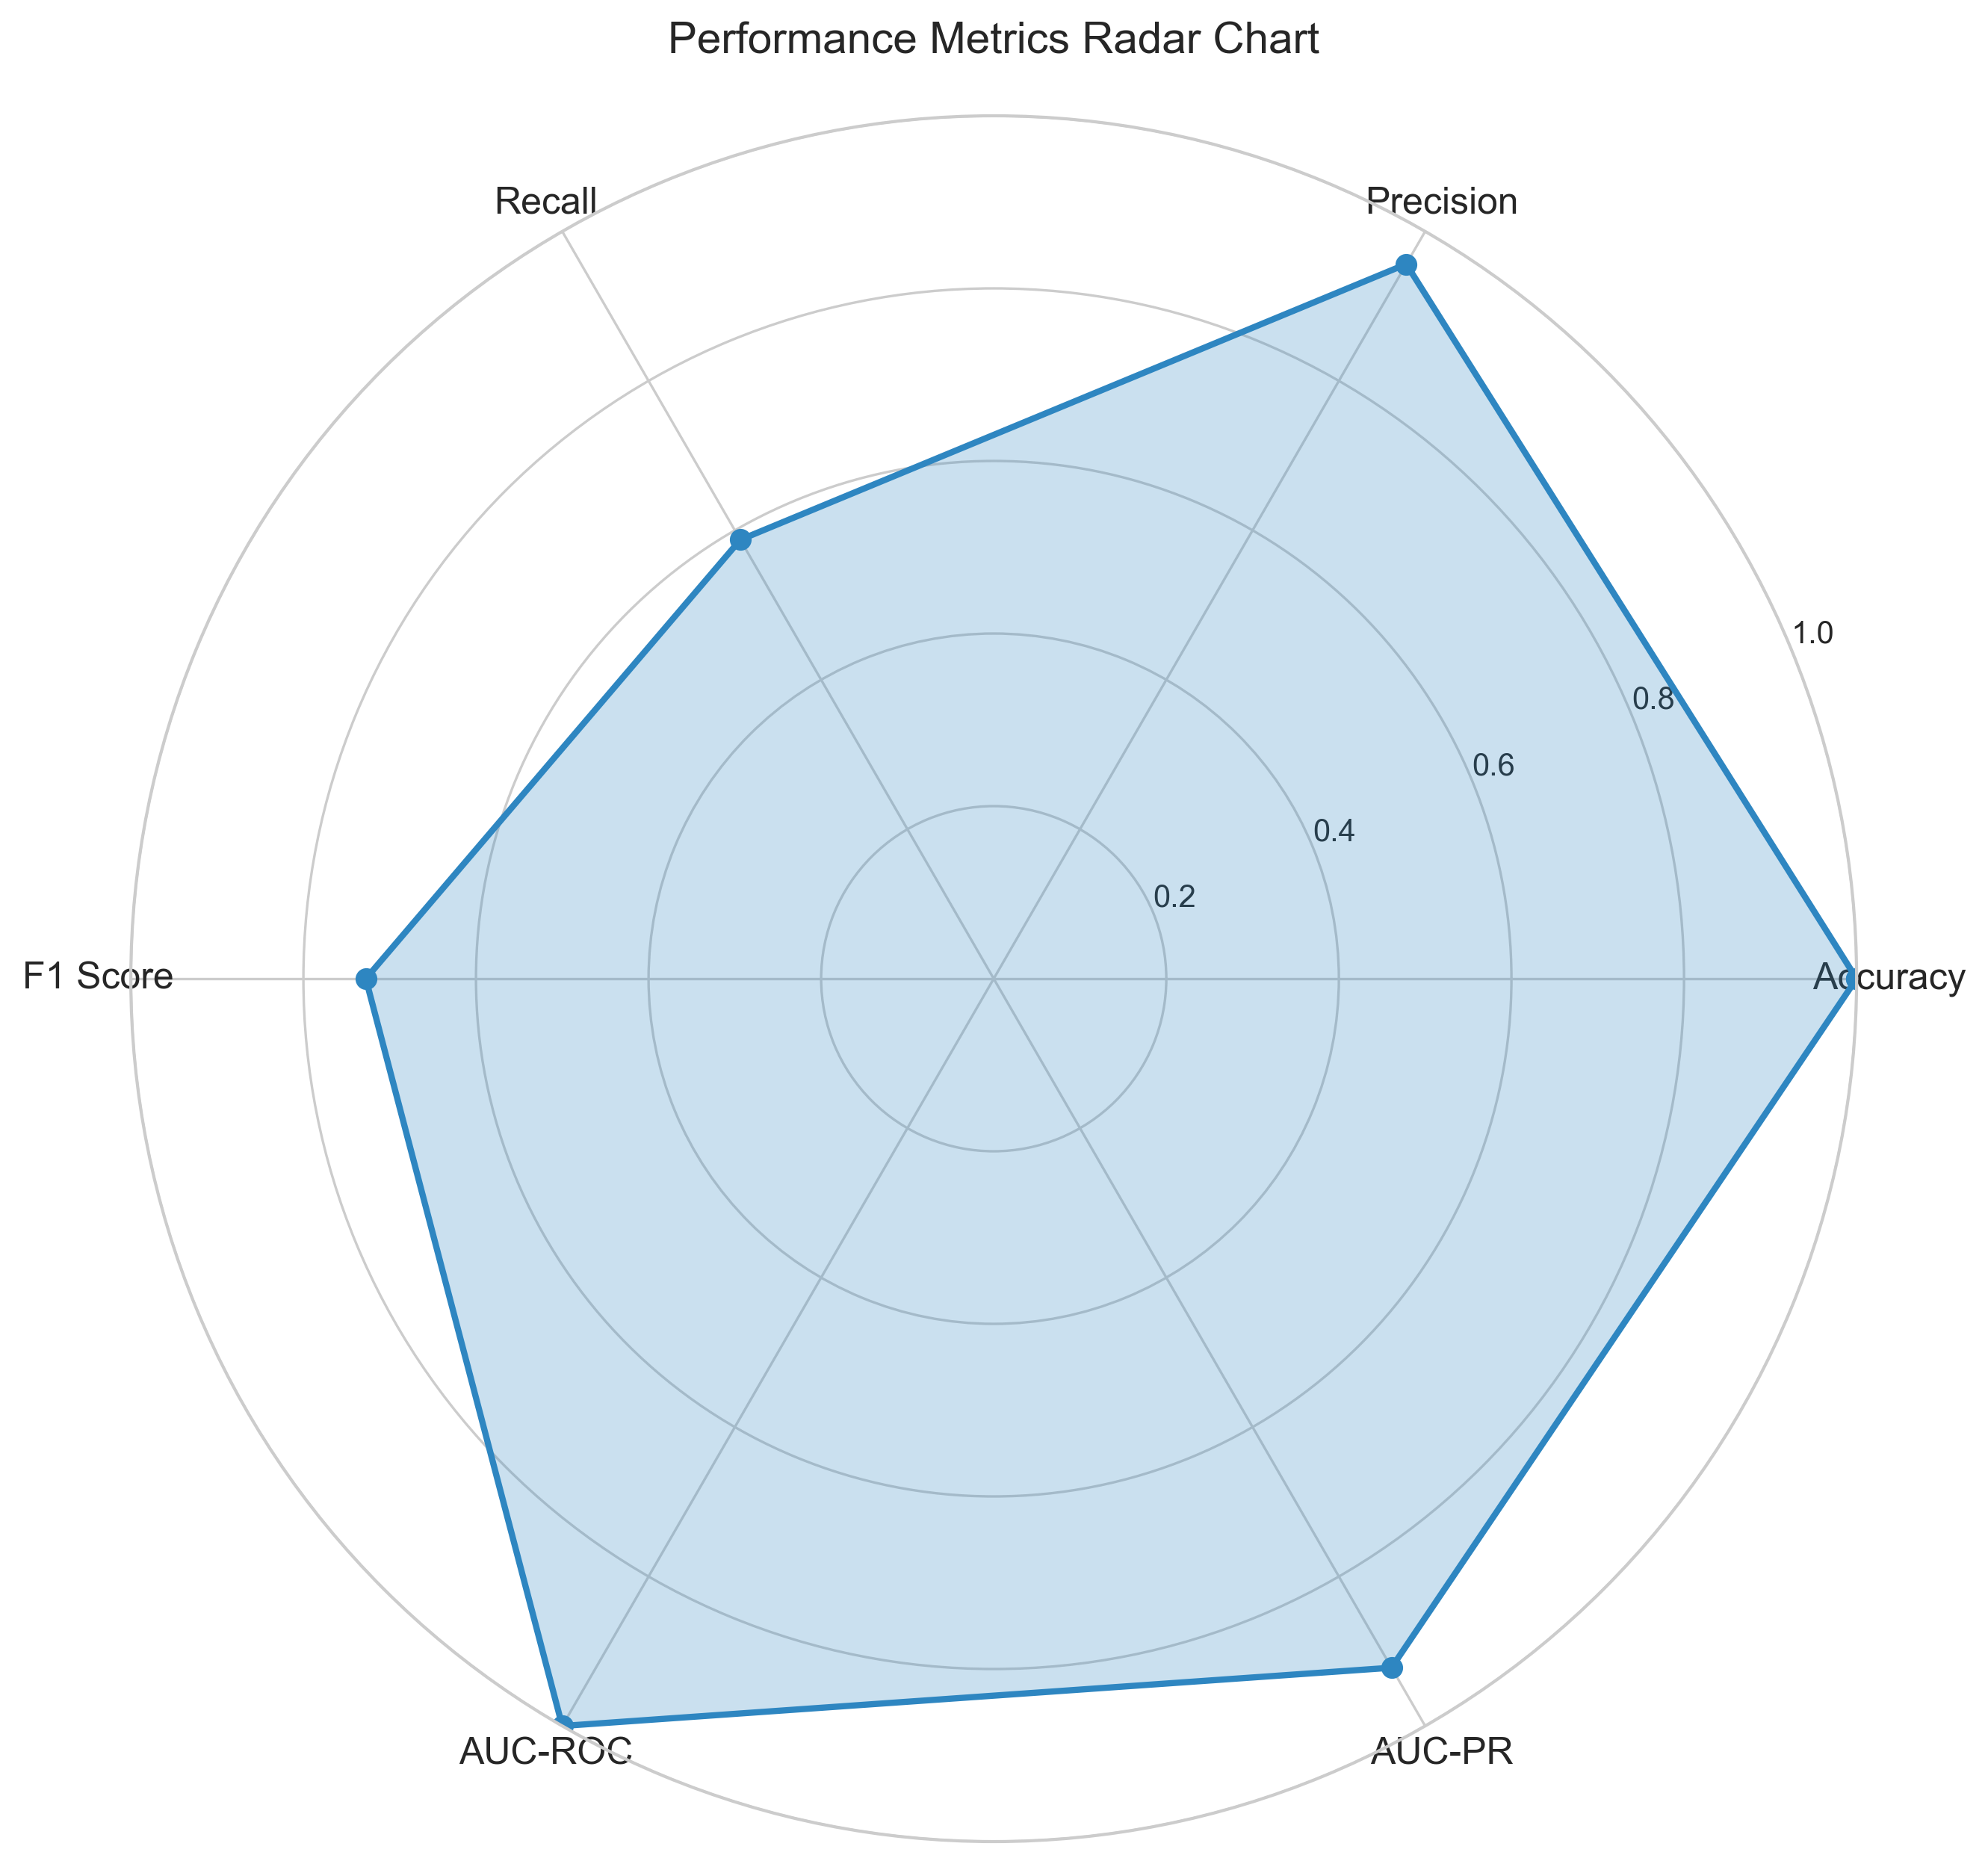 Performance Metrics Radar Chart
Recall
Precision
1.0
0.8
0.6
0.4
0.2
F1 Score
Accuracy
AUC-ROC
AUC-PR